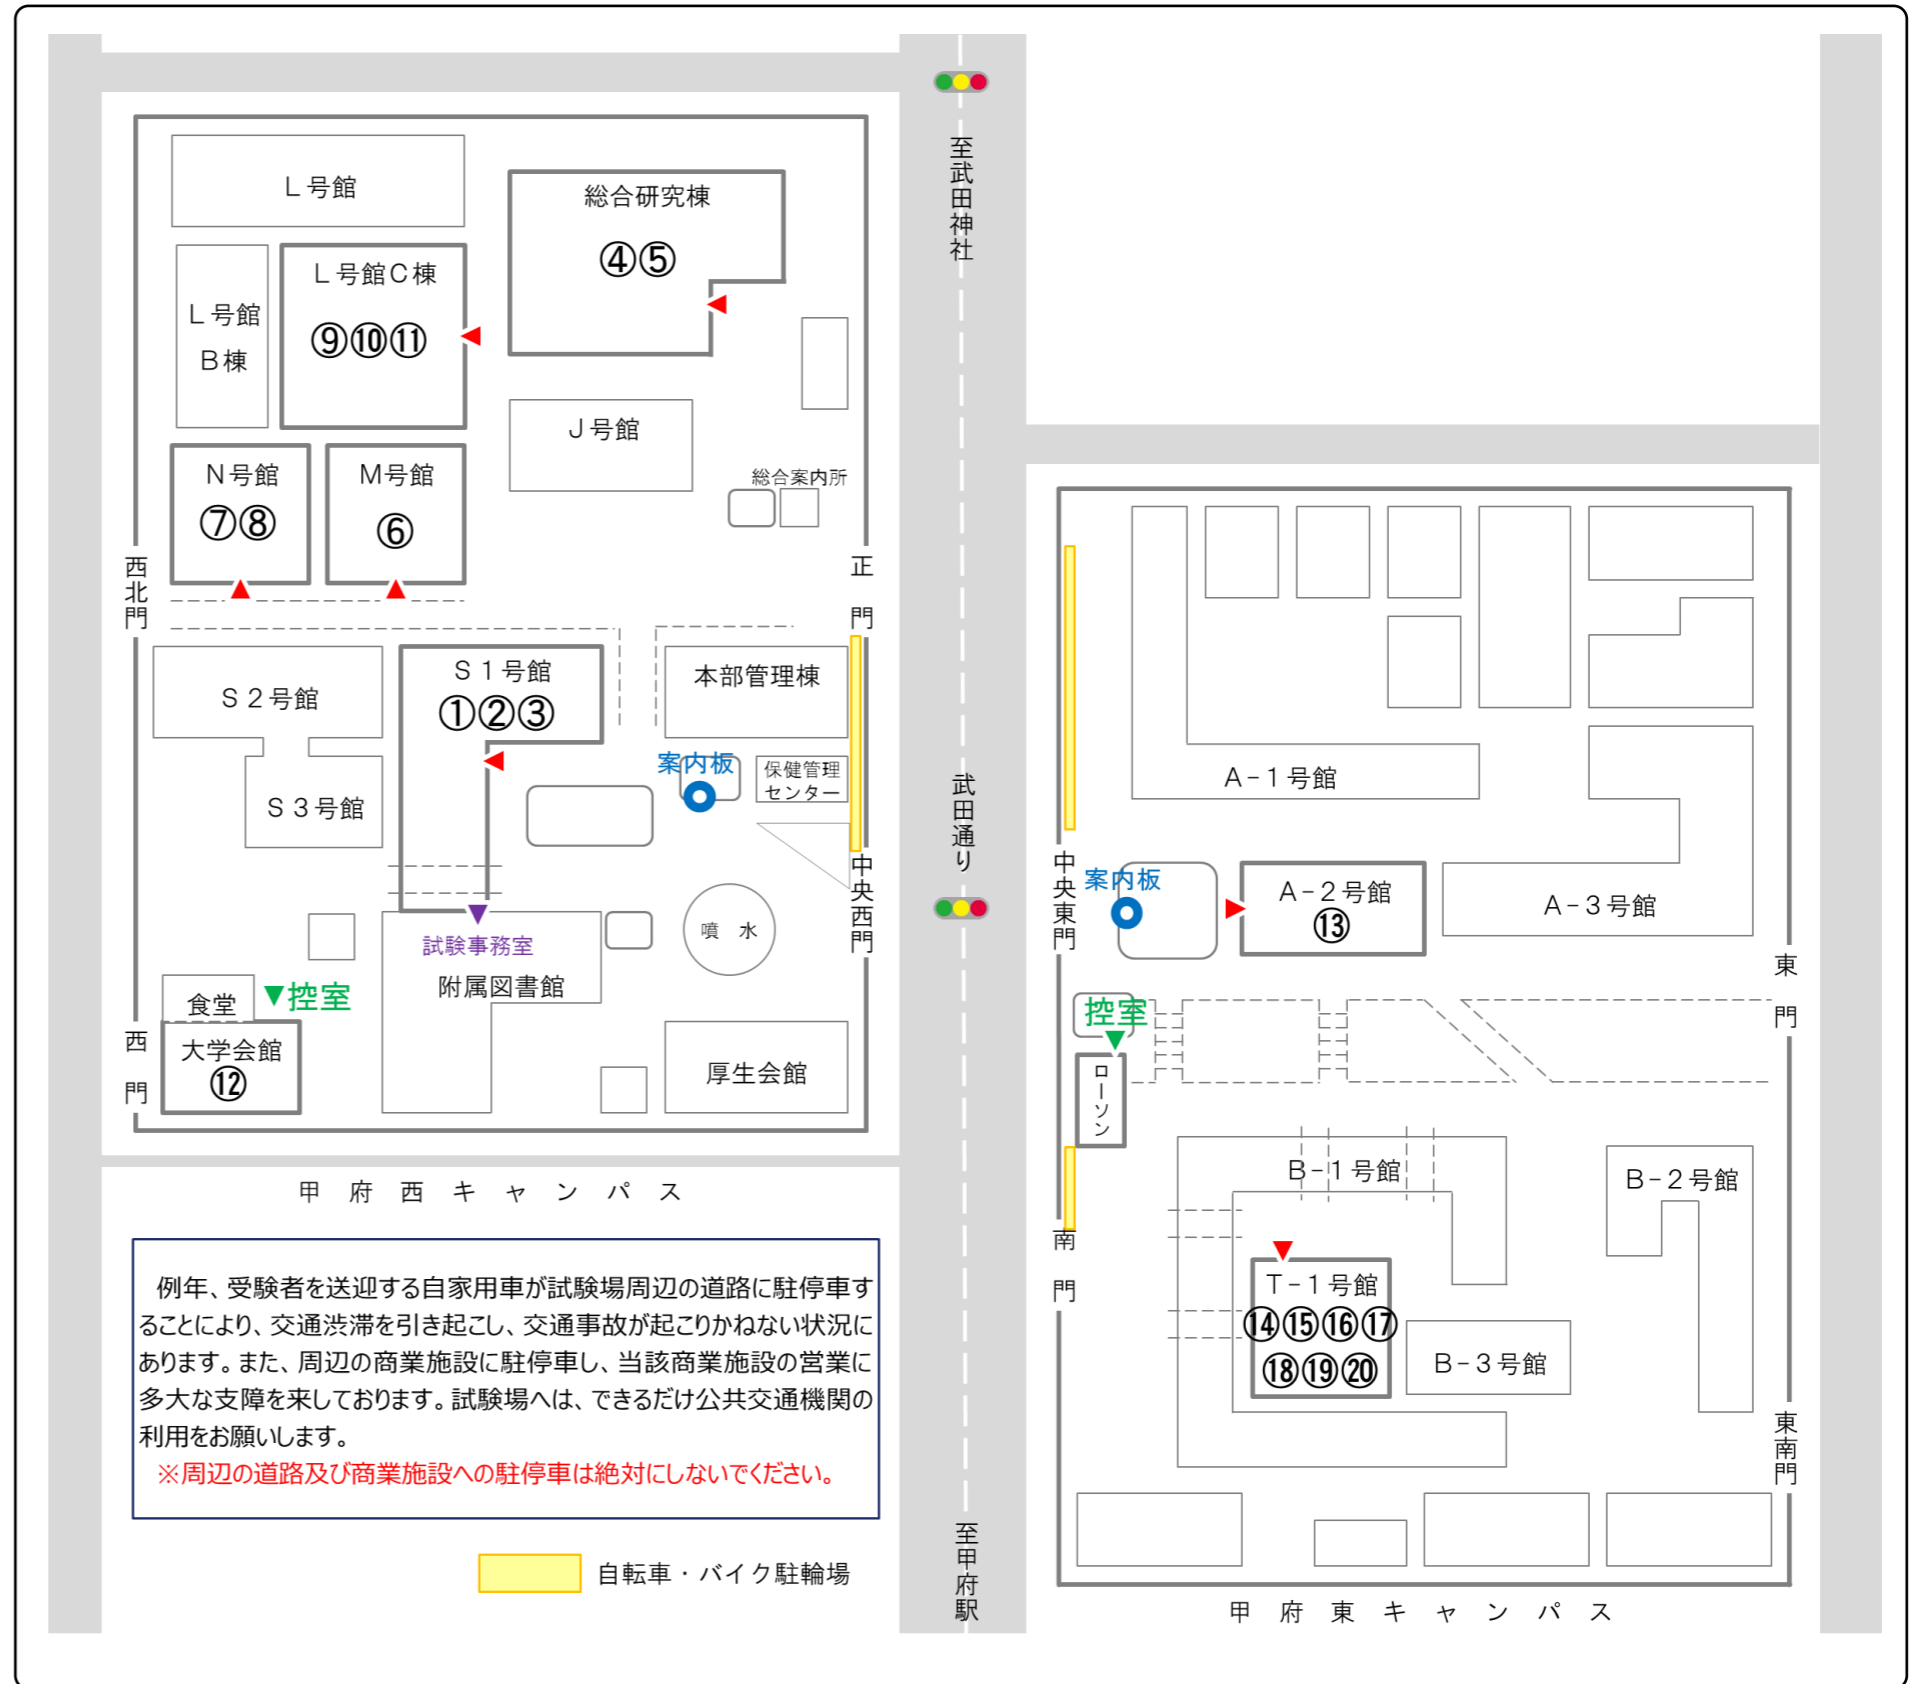 至武田神社
武田通り
至甲府駅
L号館
総合研究棟
④⑤
L号館C棟
⑨⑩⑪
L号館
B棟
J号館
N号館
⑦⑧
M号館
⑥
総合案内所
西北門
正門
S1号館
①②③
S2号館
S3号館
本部管理棟
案内板
保健管理
センター
中央西門
噴 水
試験事務室
附属図書館
食堂
控室
大学会館
⑫
西門
厚生会館
甲府西キャンパス
例年、受験者を送迎する自家用車が試験場周辺の道路に駐停車す
ることにより、交通渋滞を引き起こし、交通事故が起こりかねない状況に
あります。また、周辺の商業施設に駐停車し、当該商業施設の営業に
多大な支障を来しております。試験場へは、できるだけ公共交通機関の
利用をお願いします。
※周辺の道路及び商業施設への駐停車は絶対にしないでください。
自転車・バイク駐輪場
A-1号館
中央東門
案内板
A-2号館
⑬
A-3号館
東門
控室
ローソン
B-1号館
B-2号館
南門
T-1号館
⑭⑮⑯⑰
⑱⑲⑳
B-3号館
東南門
甲府東キャンパス